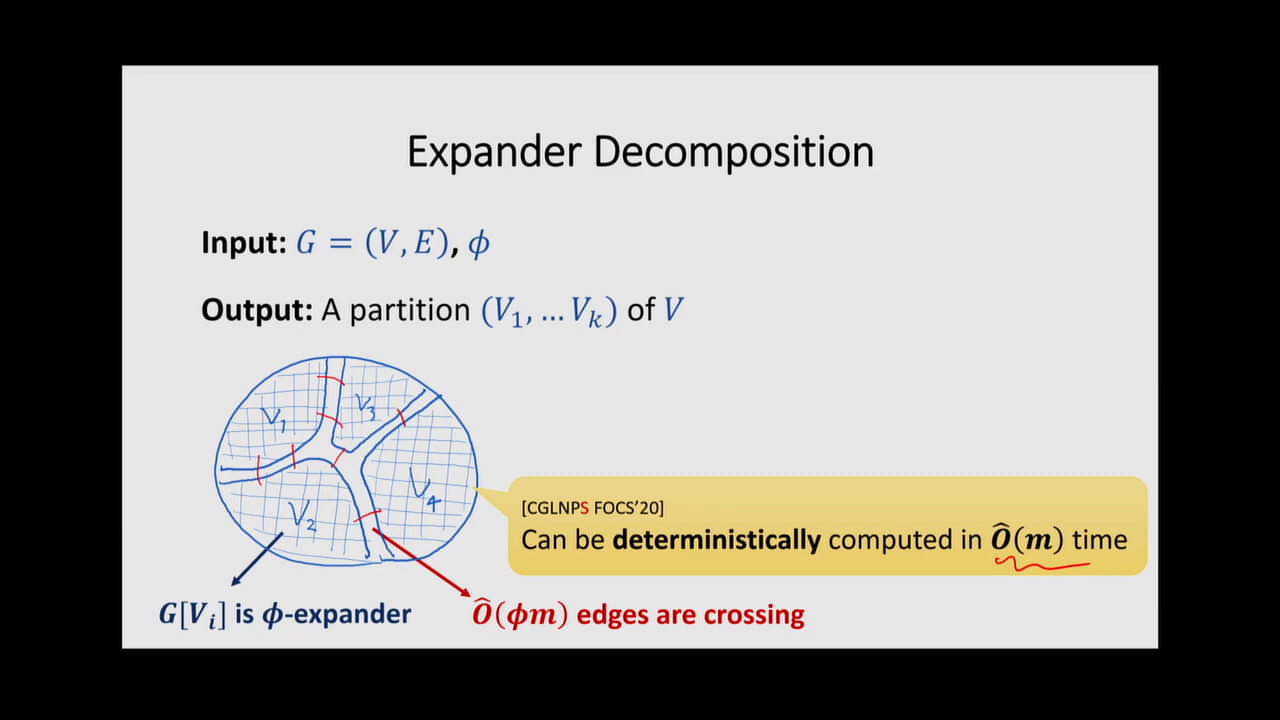 Expander Decomposition
Input: G = (V, E), ϕ
Output: A partition (V₁, … Vₖ) of V
V₁
V₃
V₂
V₄
[CGLNPS FOCS'20]
Can be deterministically computed in Ô(m) time
G[Vᵢ] is ϕ-expander
Ô(ϕm) edges are crossing